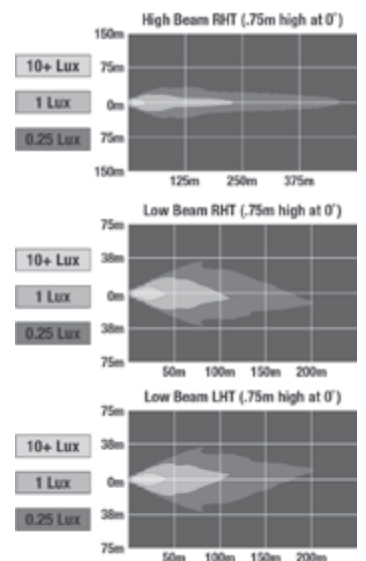 High Beam RHT (.75m high at 0˚)
150m
10+ Lux
75m
1 Lux
0m
0.25 Lux
75m
150m
125m 250m 375m
Low Beam RHT (.75m high at 0˚)
75m
10+ Lux
38m
1 Lux
0m
0.25 Lux
38m
75m
50m 100m 150m 200m
Low Beam LHT (.75m high at 0˚)
75m
10+ Lux
38m
1 Lux
0m
0.25 Lux
38m
75m
50m 100m 150m 200m